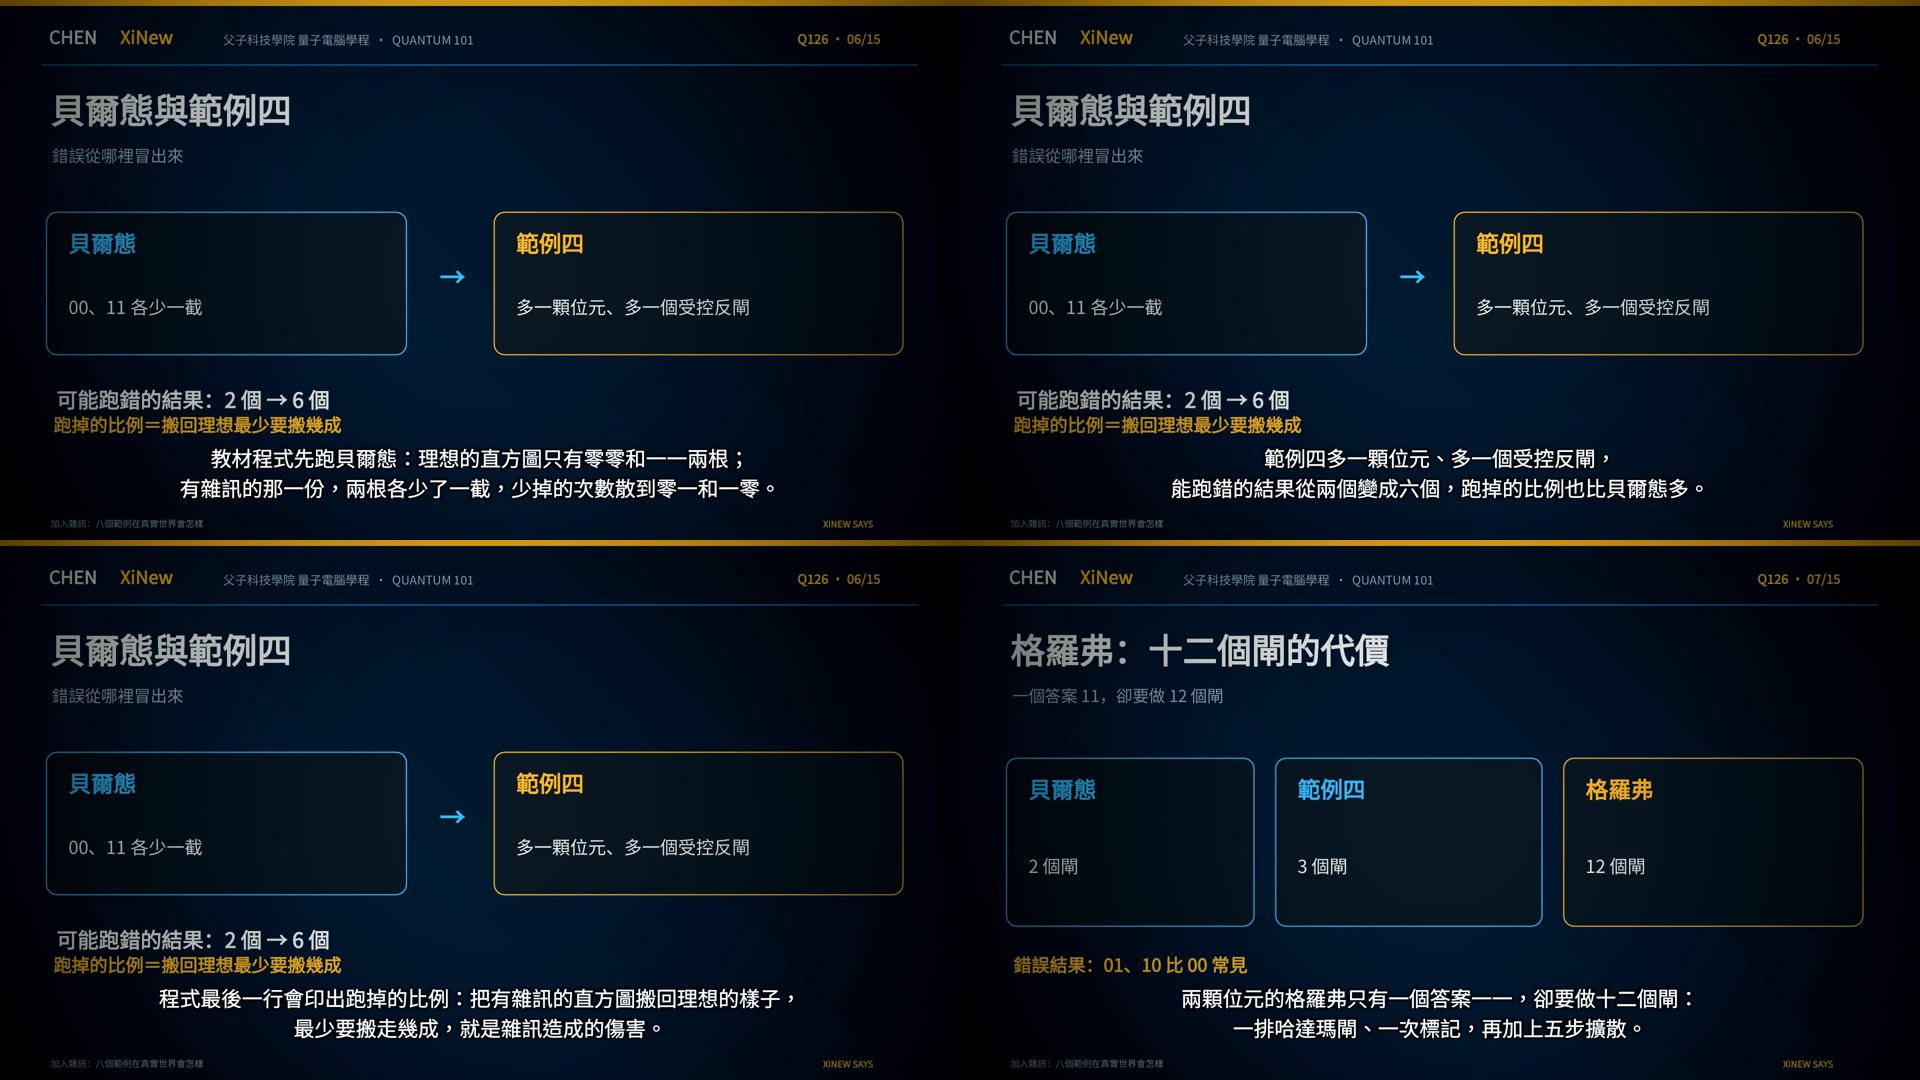 CHEN XiNew 父子科技學院 量子電腦學程 · QUANTUM 101 Q126 · 06/15
貝爾態與範例四
錯誤從哪裡冒出來
貝爾態
00、11 各少一截
→
範例四
多一顆位元、多一個受控反閘
可能跑錯的結果：2 個 → 6 個
跑掉的比例＝搬回理想最少要搬幾成
教材程式先跑貝爾態：理想的直方圖只有零零和一一兩根；
有雜訊的那一份，兩根各少了一截，少掉的次數散到零一和一零。
加入雜訊：八個範例在真實世界會怎樣 XINEW SAYS
CHEN XiNew 父子科技學院 量子電腦學程 · QUANTUM 101 Q126 · 06/15
貝爾態與範例四
錯誤從哪裡冒出來
貝爾態
00、11 各少一截
→
範例四
多一顆位元、多一個受控反閘
可能跑錯的結果：2 個 → 6 個
跑掉的比例＝搬回理想最少要搬幾成
範例四多一顆位元、多一個受控反閘，
能跑錯的結果從兩個變成六個，跑掉的比例也比貝爾態多。
加入雜訊：八個範例在真實世界會怎樣 XINEW SAYS
CHEN XiNew 父子科技學院 量子電腦學程 · QUANTUM 101 Q126 · 06/15
貝爾態與範例四
錯誤從哪裡冒出來
貝爾態
00、11 各少一截
→
範例四
多一顆位元、多一個受控反閘
可能跑錯的結果：2 個 → 6 個
跑掉的比例＝搬回理想最少要搬幾成
程式最後一行會印出跑掉的比例：把有雜訊的直方圖搬回理想的樣子，
最少要搬走幾成，就是雜訊造成的傷害。
加入雜訊：八個範例在真實世界會怎樣 XINEW SAYS
CHEN XiNew 父子科技學院 量子電腦學程 · QUANTUM 101 Q126 · 07/15
格羅弗：十二個閘的代價
一個答案 11，卻要做 12 個閘
貝爾態
2 個閘
範例四
3 個閘
格羅弗
12 個閘
錯誤結果：01、10 比 00 常見
兩顆位元的格羅弗只有一個答案一一，卻要做十二個閘：
一排哈達瑪閘、一次標記，再加上五步擴散。
加入雜訊：八個範例在真實世界會怎樣 XINEW SAYS